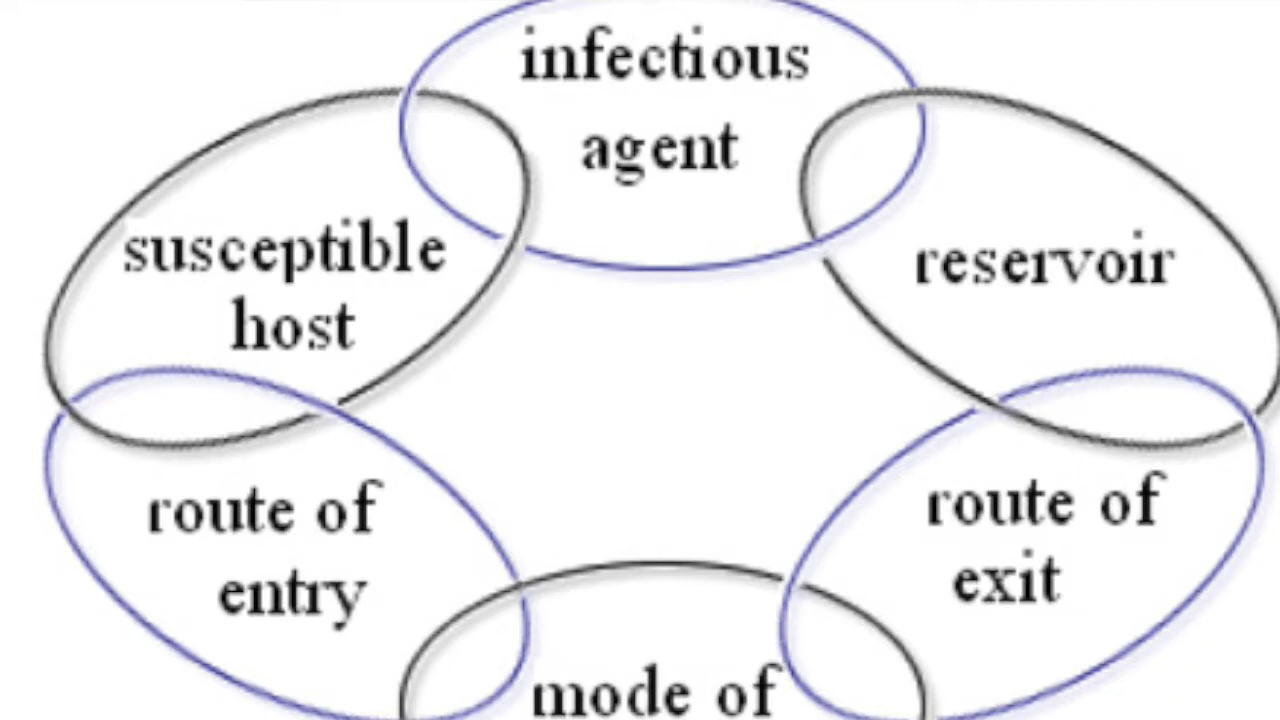 infectious
agent
susceptible
host
reservoir
route of
entry
route of
exit
mode of